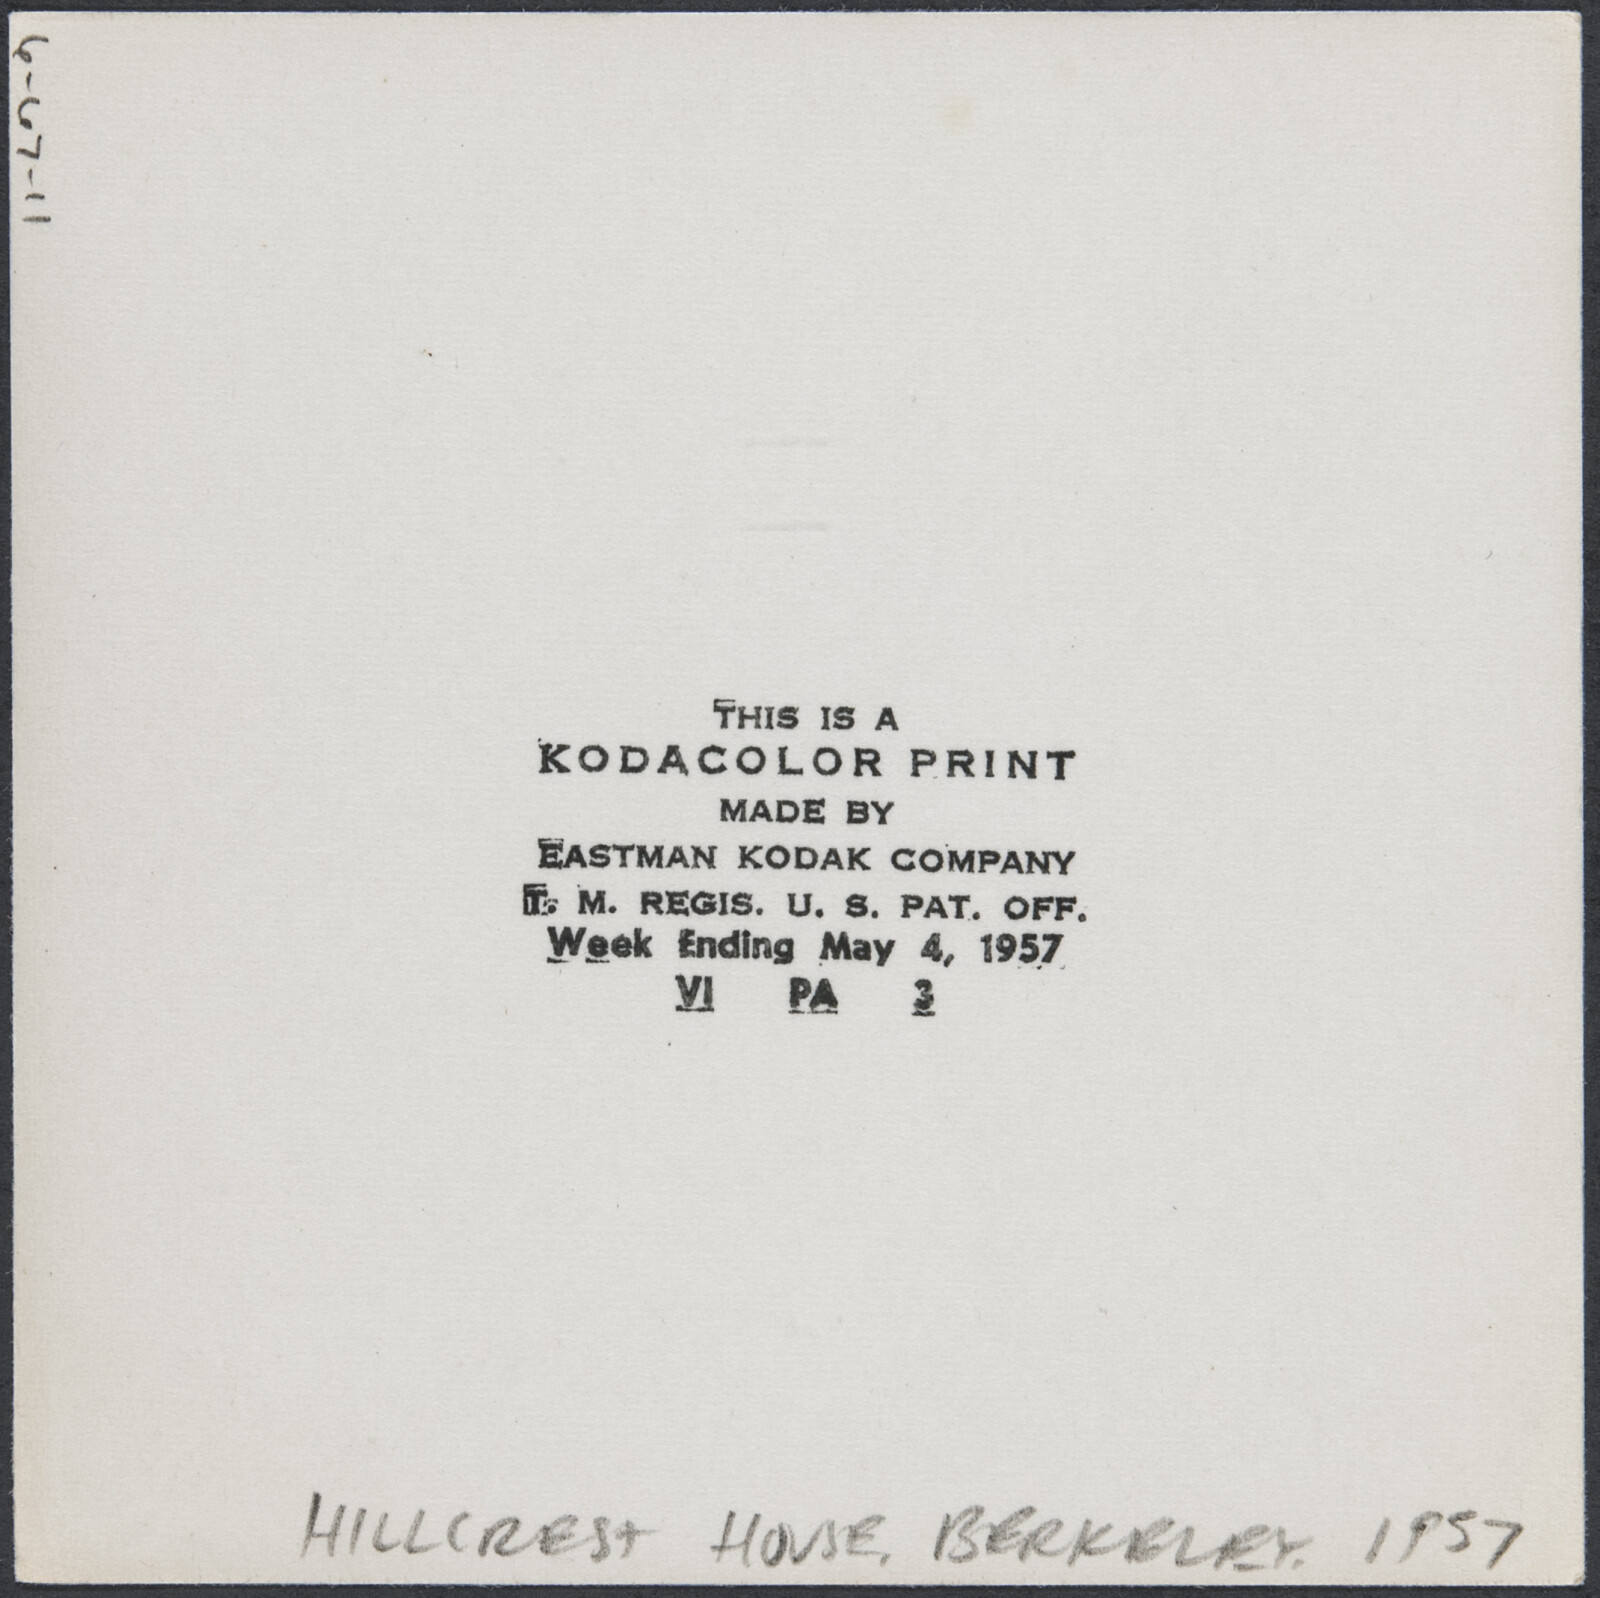 6-67-11
THIS IS A
KODACOLOR PRINT
MADE BY
EASTMAN KODAK COMPANY
T. M. REGIS. U. S. PAT. OFF.
Week Ending May 4, 1957
VI PA 3
HILLCREST HOUSE, BERKELEY. 1957